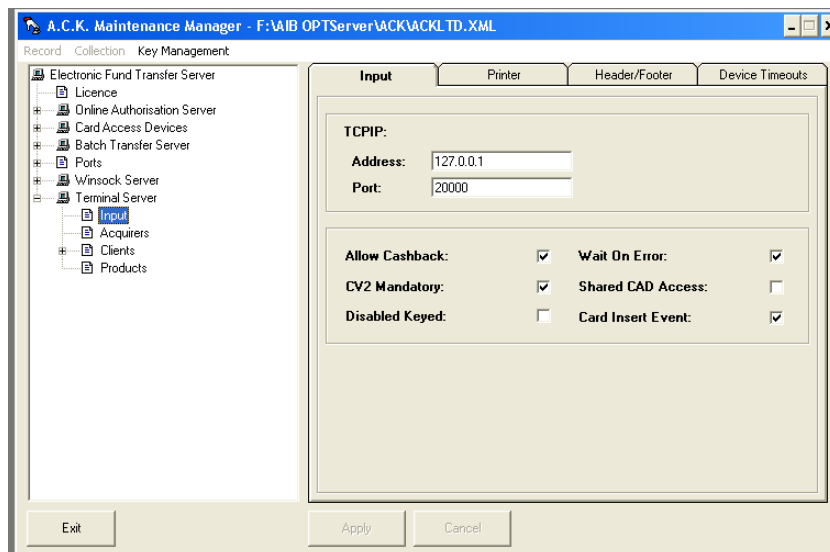 A.C.K. Maintenance Manager - F:\AIB OPTServer\ACK\ACKLTD.XML
Record Collection Key Management
Electronic Fund Transfer Server
Licence
Online Authorisation Server
Card Access Devices
Batch Transfer Server
Ports
Winsock Server
Terminal Server
Input
Acquirers
Clients
Products
Input Printer Header/Footer Device Timeouts
TCPIP:
Address: 127.0.0.1
Port: 20000
Allow Cashback: Wait On Error:
CV2 Mandatory: Shared CAD Access:
Disabled Keyed: Card Insert Event:
Exit Apply Cancel